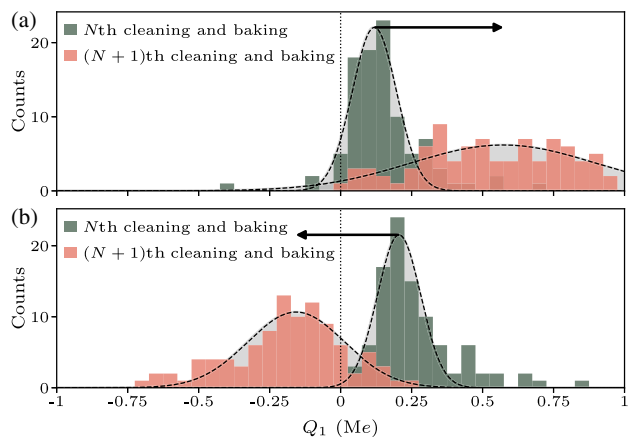 (a)
Nth cleaning and baking
(N + 1)th cleaning and baking
Counts
20
10
0
(b)
Nth cleaning and baking
(N + 1)th cleaning and baking
Counts
20
10
0
-1 -0.75 -0.5 -0.25 0 0.25 0.5 0.75 1
Q1 (Me)